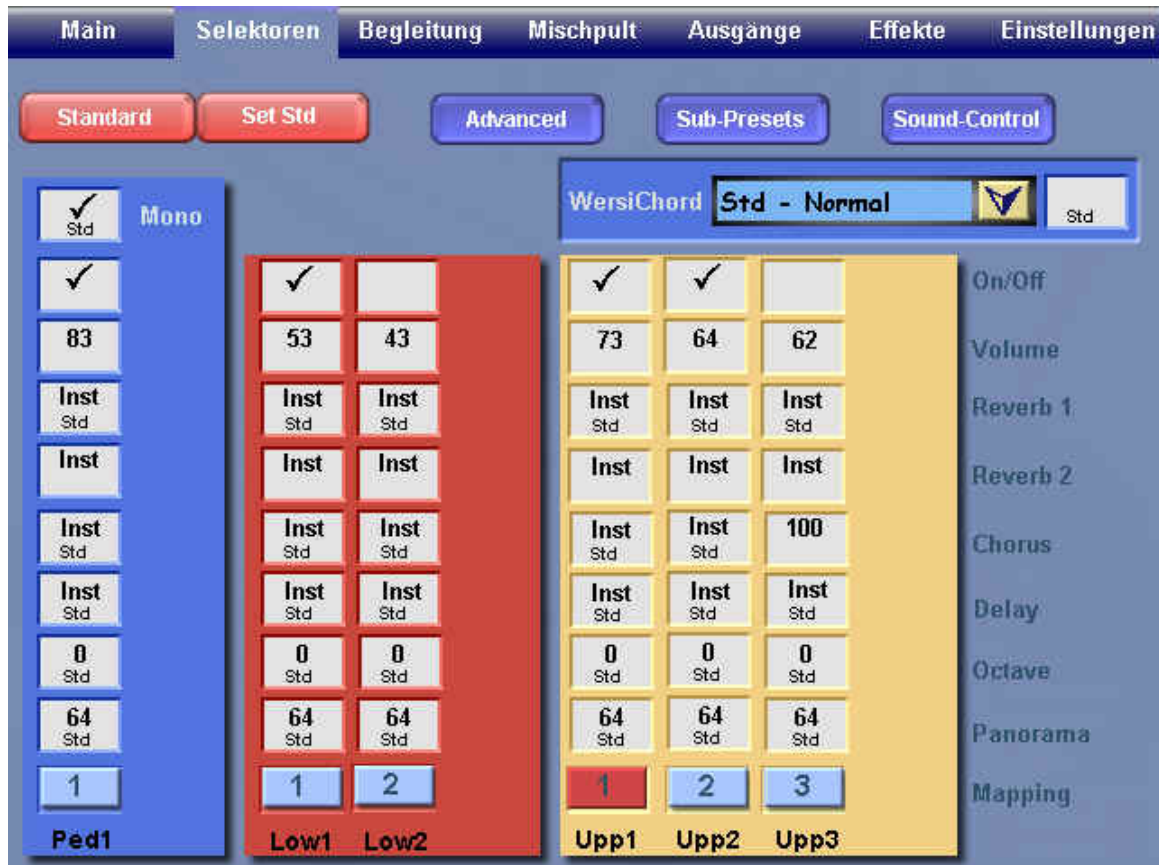 Main Selektoren Begleitung Mischpult Ausgänge Effekte Einstellungen
Standard Set Std Advanced Sub-Presets Sound-Control
✓ Std Mono WersiChord Std - Normal Std
✓ ✓ ✓ ✓ On/Off
83 53 43 73 64 62 Volume
Inst Inst Inst Inst Inst Inst Reverb 1
Std Std Std Std Std Std
Inst Inst Inst Inst Inst Inst Reverb 2
Inst Inst Inst Inst Inst 100 Chorus
Std Std Std Std Std
Inst Inst Inst Inst Inst Inst Delay
Std Std Std Std Std Std
0 0 0 0 0 0 Octave
Std Std Std Std Std Std
64 64 64 64 64 64 Panorama
Std Std Std Std Std Std
1 1 2 1 2 3 Mapping
Ped1 Low1 Low2 Upp1 Upp2 Upp3